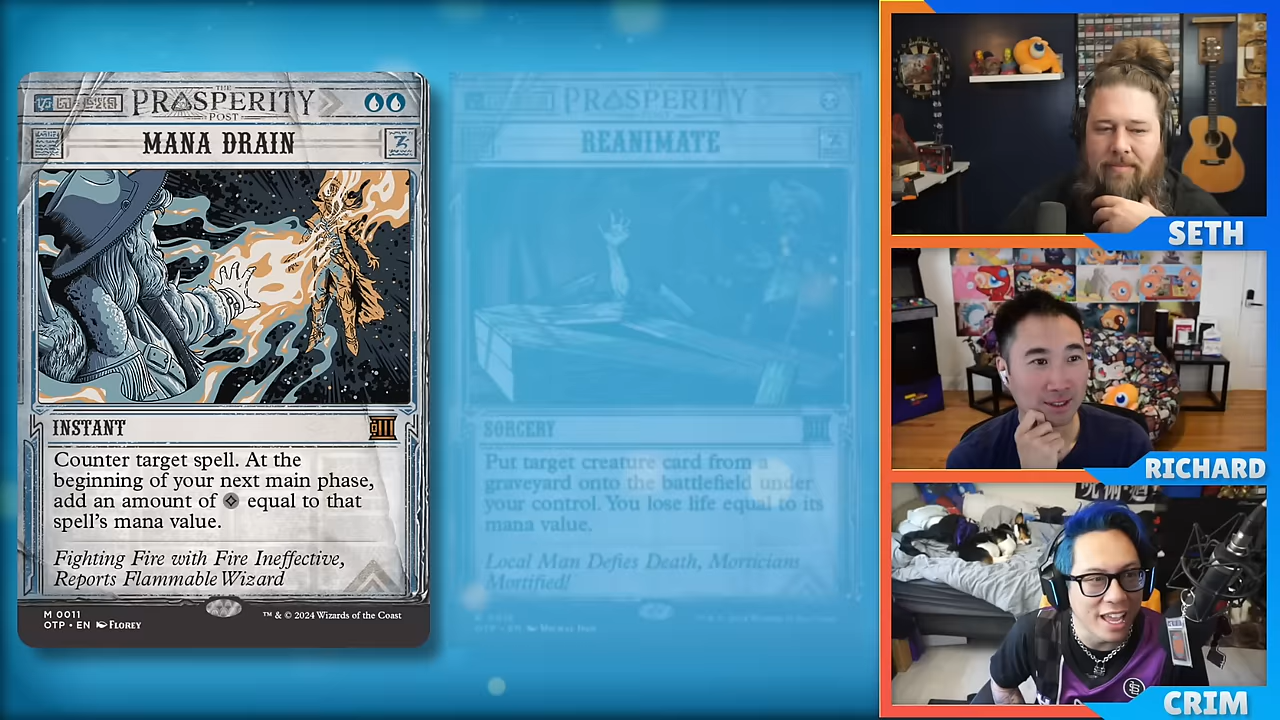 THE
PROSPERITY
POST
MANA DRAIN
INSTANT
Counter target spell. At the
beginning of your next main phase,
add an amount of equal to that
spell's mana value.
Fighting Fire with Fire Ineffective,
Reports Flammable Wizard
M 0011
OTP • EN FLOREY
™ & © 2024 Wizards of the Coast
PROSPERITY
POST
REANIMATE
SORCERY
Put target creature card from a
graveyard onto the battlefield under
your control. You lose life equal to its
mana value.
Local Man Defies Death, Morticians
Mortified!
SETH
RICHARD
CRIM